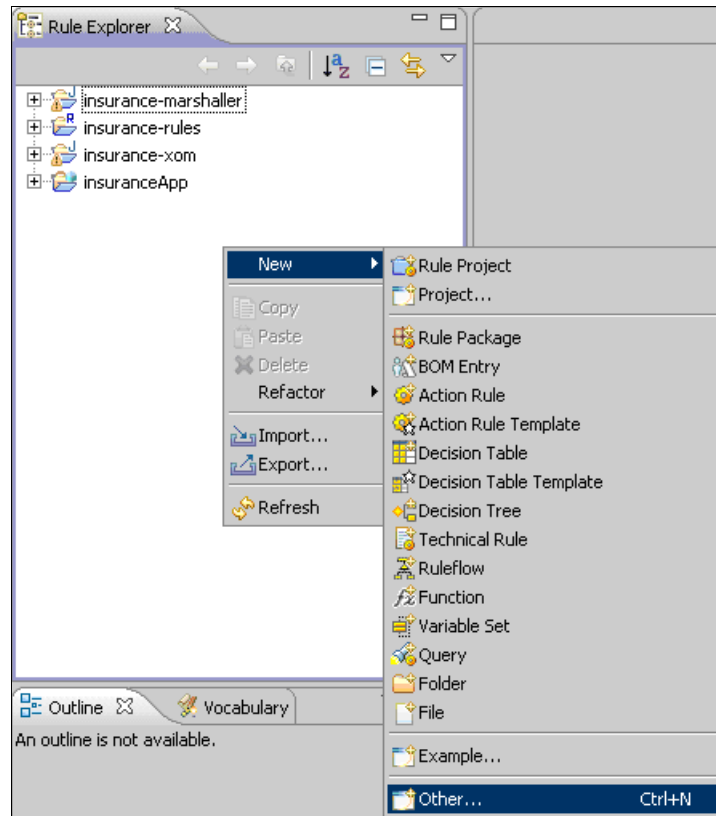 Rule Explorer
insurance-marshaller
insurance-rules
insurance-xom
insuranceApp
New
Copy
Paste
Delete
Refactor
Import...
Export...
Refresh
Rule Project
Project...
Rule Package
BOM Entry
Action Rule
Action Rule Template
Decision Table
Decision Table Template
Decision Tree
Technical Rule
Ruleflow
Function
Variable Set
Query
Folder
File
Example...
Other... Ctrl+N
Outline Vocabulary
An outline is not available.